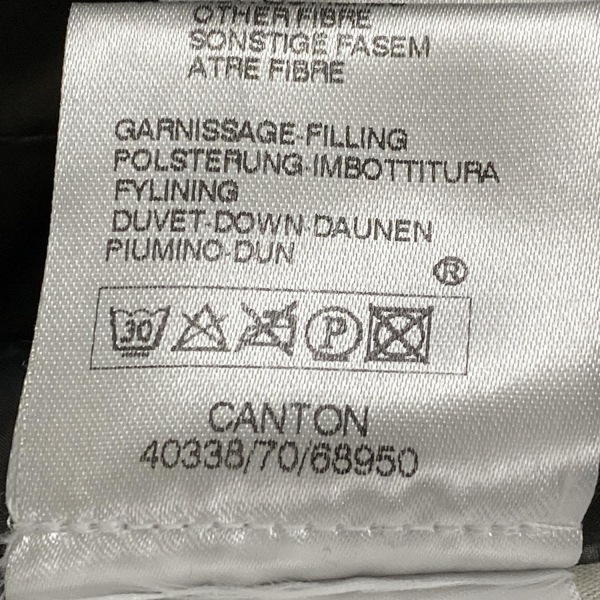 OTHER FIBRE
SONSTIGE FASEM
ATRE FIBRE
GARNISSAGE-FILLING
POLSTERUNG-IMBOTTITURA
FYLINING
DUVET-DOWN-DAUNEN
PIUMINO-DUN
®
30 P
CANTON
40338/70/68950